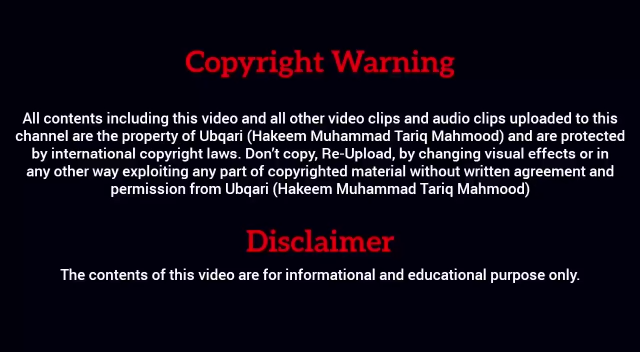 Copyright Warning
All contents including this video and all other video clips and audio clips uploaded to this
channel are the property of Ubqari (Hakeem Muhammad Tariq Mahmood) and are protected
by international copyright laws. Don't copy, Re-Upload, by changing visual effects or in
any other way exploiting any part of copyrighted material without written agreement and
permission from Ubqari (Hakeem Muhammad Tariq Mahmood)
Disclaimer
The contents of this video are for informational and educational purpose only.